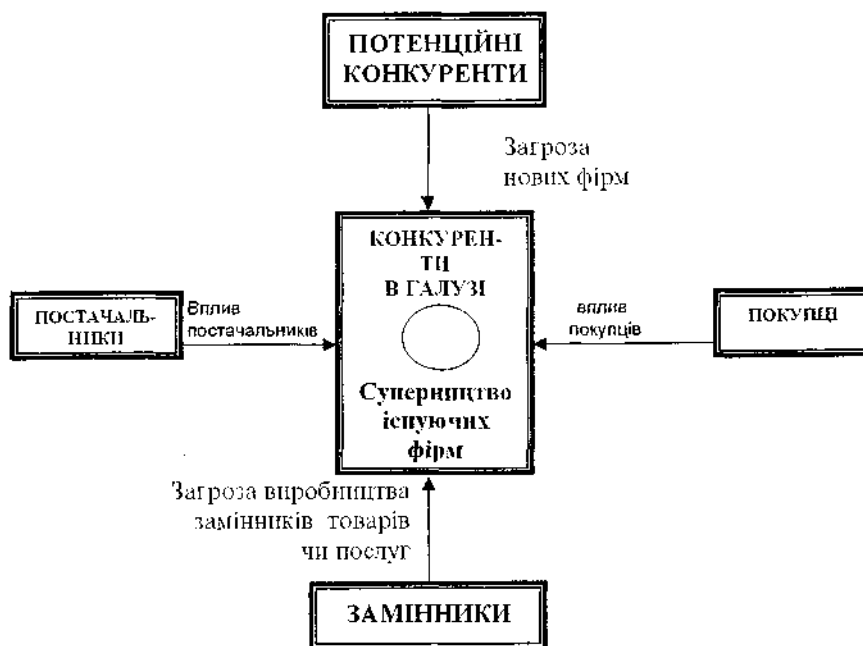 ПОТЕНЦІЙНІ
КОНКУРЕНТИ
Загроза
нових фірм
КОНКУРЕН-
ТИ
В ГАЛУЗІ
ПОСТАЧАЛЬ-
НИКИ
Вплив
постачальників
вплив
покупців
ПОКУПЦІ
Суперництво
існуючих
фірм
Загроза виробництва
замінників товарів
чи послуг
ЗАМІННИКИ